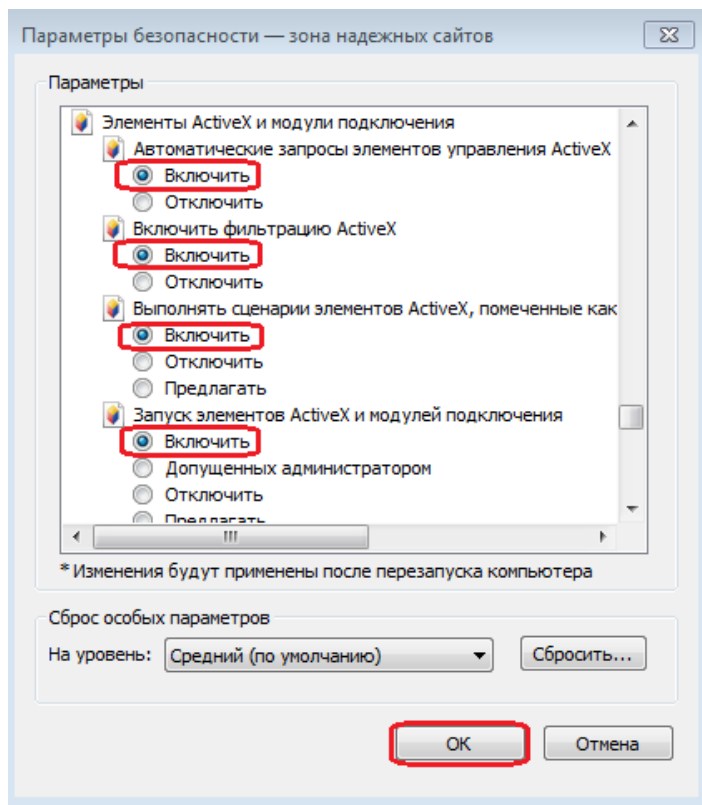 Параметры безопасности — зона надежных сайтов
Параметры
Элементы ActiveX и модули подключения
Автоматические запросы элементов управления ActiveX
Включить
Отключить
Включить фильтрацию ActiveX
Включить
Отключить
Выполнять сценарии элементов ActiveX, помеченные как
Включить
Отключить
Предлагать
Запуск элементов ActiveX и модулей подключения
Включить
Допущенных администратором
Отключить
Предлагать
* Изменения будут применены после перезапуска компьютера
Сброс особых параметров
На уровень: Средний (по умолчанию) Сбросить...
ОК Отмена